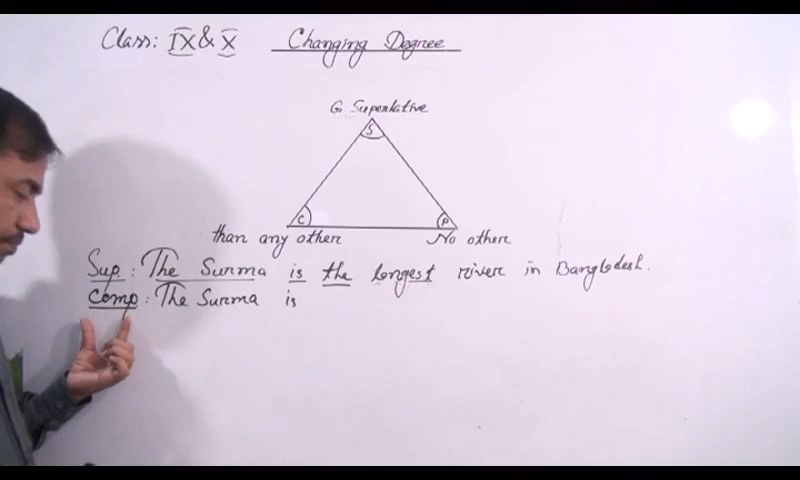 Class: IX & X Changing Degree
G. Superlative
S
C P
than any other No other
Sup: The Surma is the longest river in Bangladesh.
Comp: The Surma is